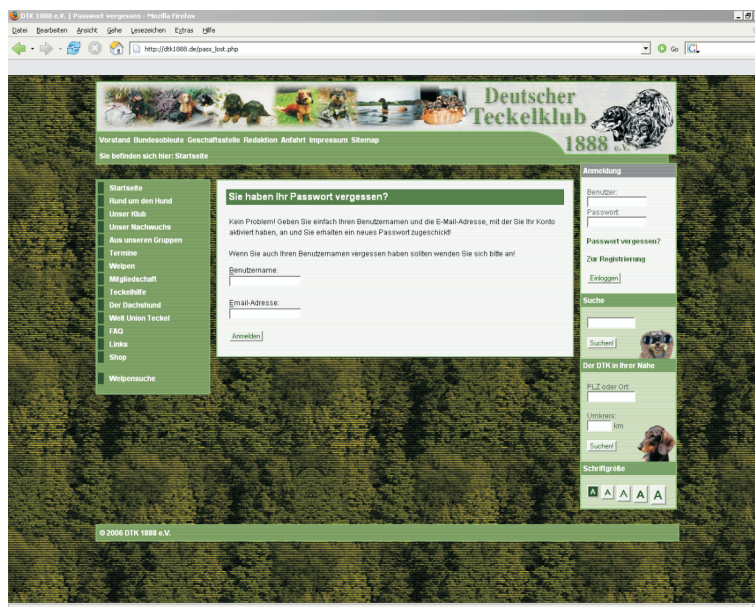 DTK 1888 e.V. | Passwort vergessen - Mozilla Firefox
Datei Bearbeiten Ansicht Gehe Lesezeichen Extras Hilfe
http://dtk1888.de/pass_lost.php
Go
Deutscher
Teckelklub
1888 e.V.
Vorstand Bundesobleute Geschäftsstelle Redaktion Anfahrt Impressum Sitemap
Sie befinden sich hier: Startseite
Startseite
Rund um den Hund
Unser Klub
Unser Nachwuchs
Aus unseren Gruppen
Termine
Welpen
Mitgliedschaft
Teckelhilfe
Der Dachshund
Welt Union Teckel
FAQ
Links
Shop
Welpensuche
Sie haben Ihr Passwort vergessen?
Kein Problem! Geben Sie einfach Ihren Benutzernamen und die E-Mail-Adresse, mit der Sie Ihr Konto
aktiviert haben, an und Sie erhalten ein neues Passwort zugeschickt!
Wenn Sie auch Ihren Benutzernamen vergessen haben sollten wenden Sie sich bitte an!
Benutzername:
Email-Adresse:
Anmelden
Anmeldung
Benutzer:
Passwort:
Passwort vergessen?
Zur Registrierung
Einloggen
Suche
Suchen!
Der DTK in Ihrer Nähe
PLZ oder Ort:
Umkreis:
km
Suchen!
Schriftgröße
A A A A A
© 2006 DTK 1888 e.V.